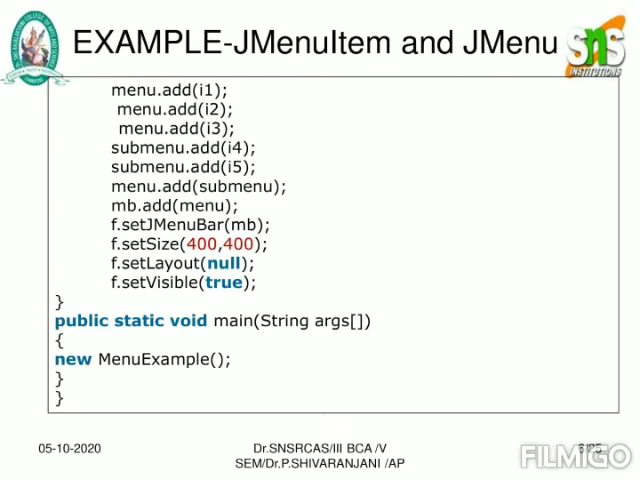 EXAMPLE-JMenuItem and JMenu
SNS
INSTITUTIONS
menu.add(i1);
menu.add(i2);
menu.add(i3);
submenu.add(i4);
submenu.add(i5);
menu.add(submenu);
mb.add(menu);
f.setJMenuBar(mb);
f.setSize(400,400);
f.setLayout(null);
f.setVisible(true);
}
public static void main(String args[])
{
new MenuExample();
}
}
05-10-2020
Dr.SNSRCAS/III BCA /V
SEM/Dr.P.SHIVARANJANI /AP
FILMIGO